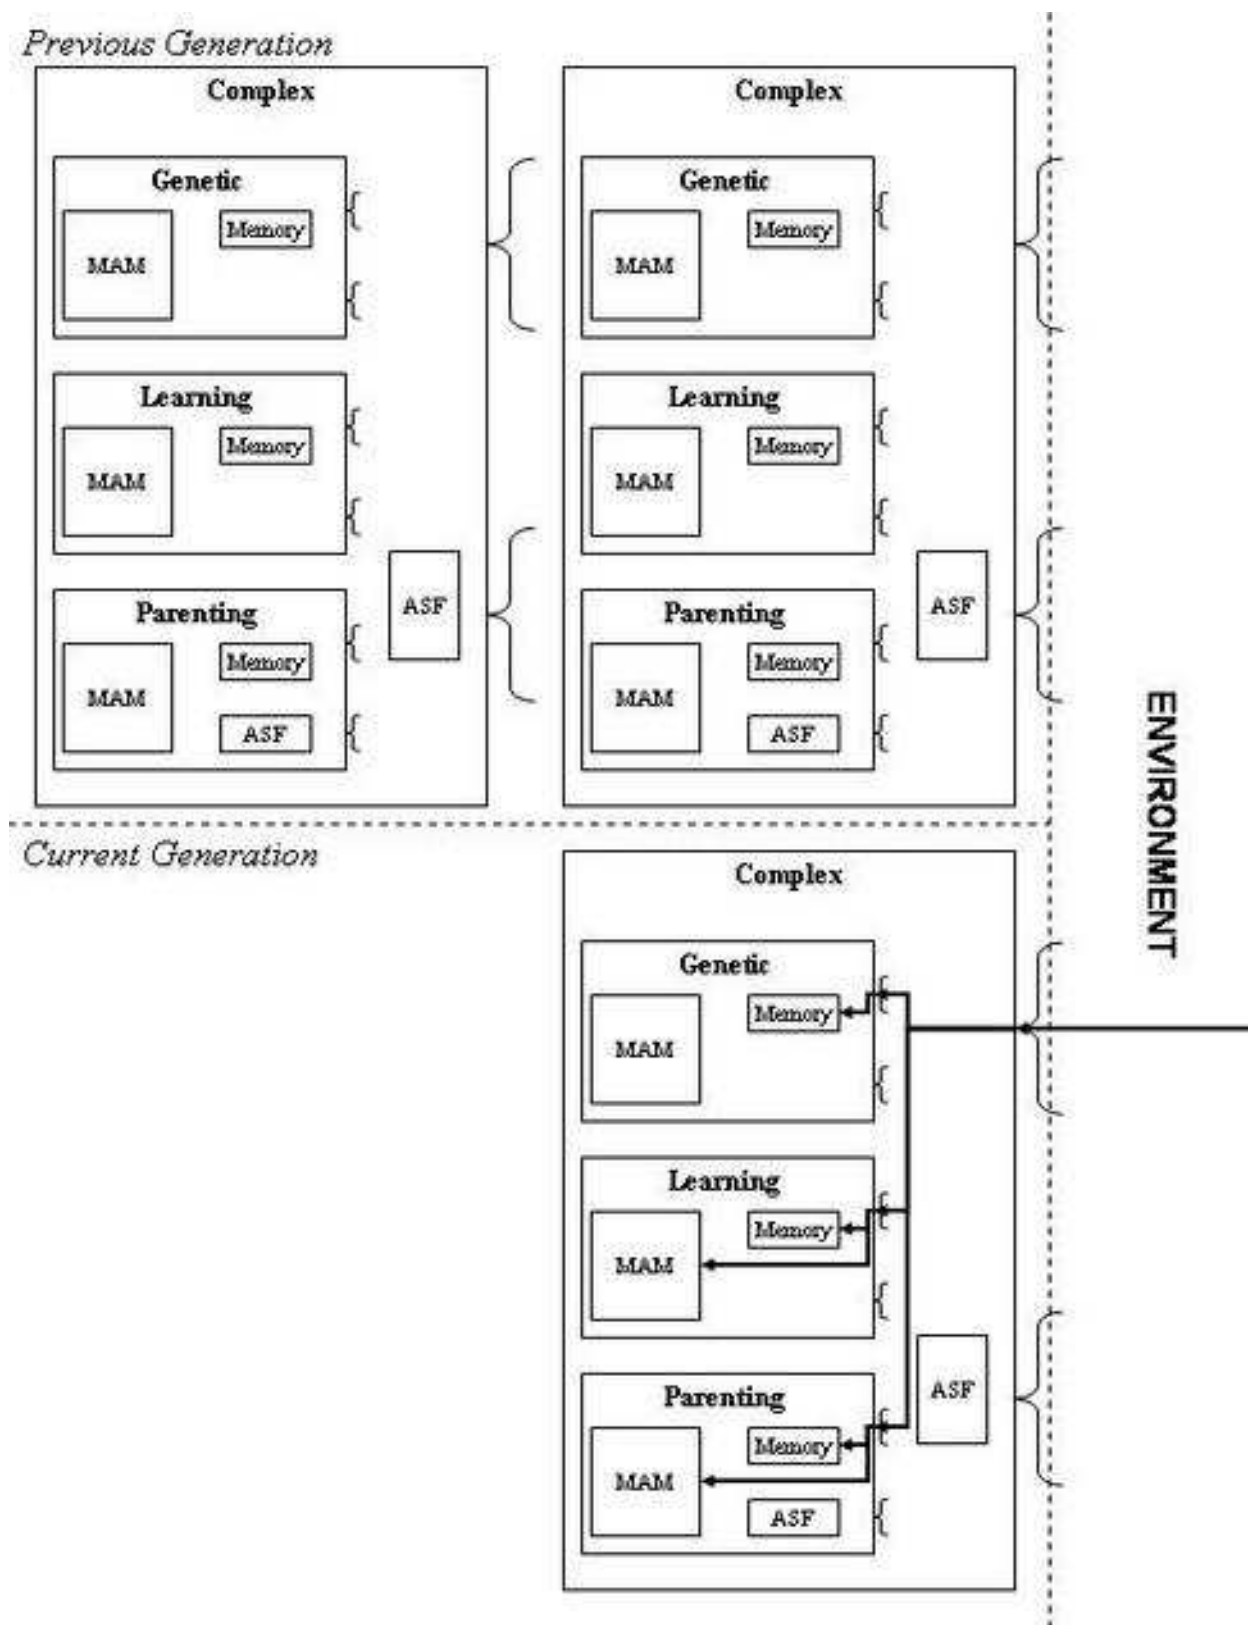 Previous Generation
Complex
Genetic
MAM
Memory
Learning
MAM
Memory
ASF
Parenting
MAM
Memory
ASF
Complex
Genetic
MAM
Memory
Learning
MAM
Memory
ASF
Parenting
MAM
Memory
ASF
ENVIRONMENT
Current Generation
Complex
Genetic
MAM
Memory
Learning
MAM
Memory
ASF
Parenting
MAM
Memory
ASF